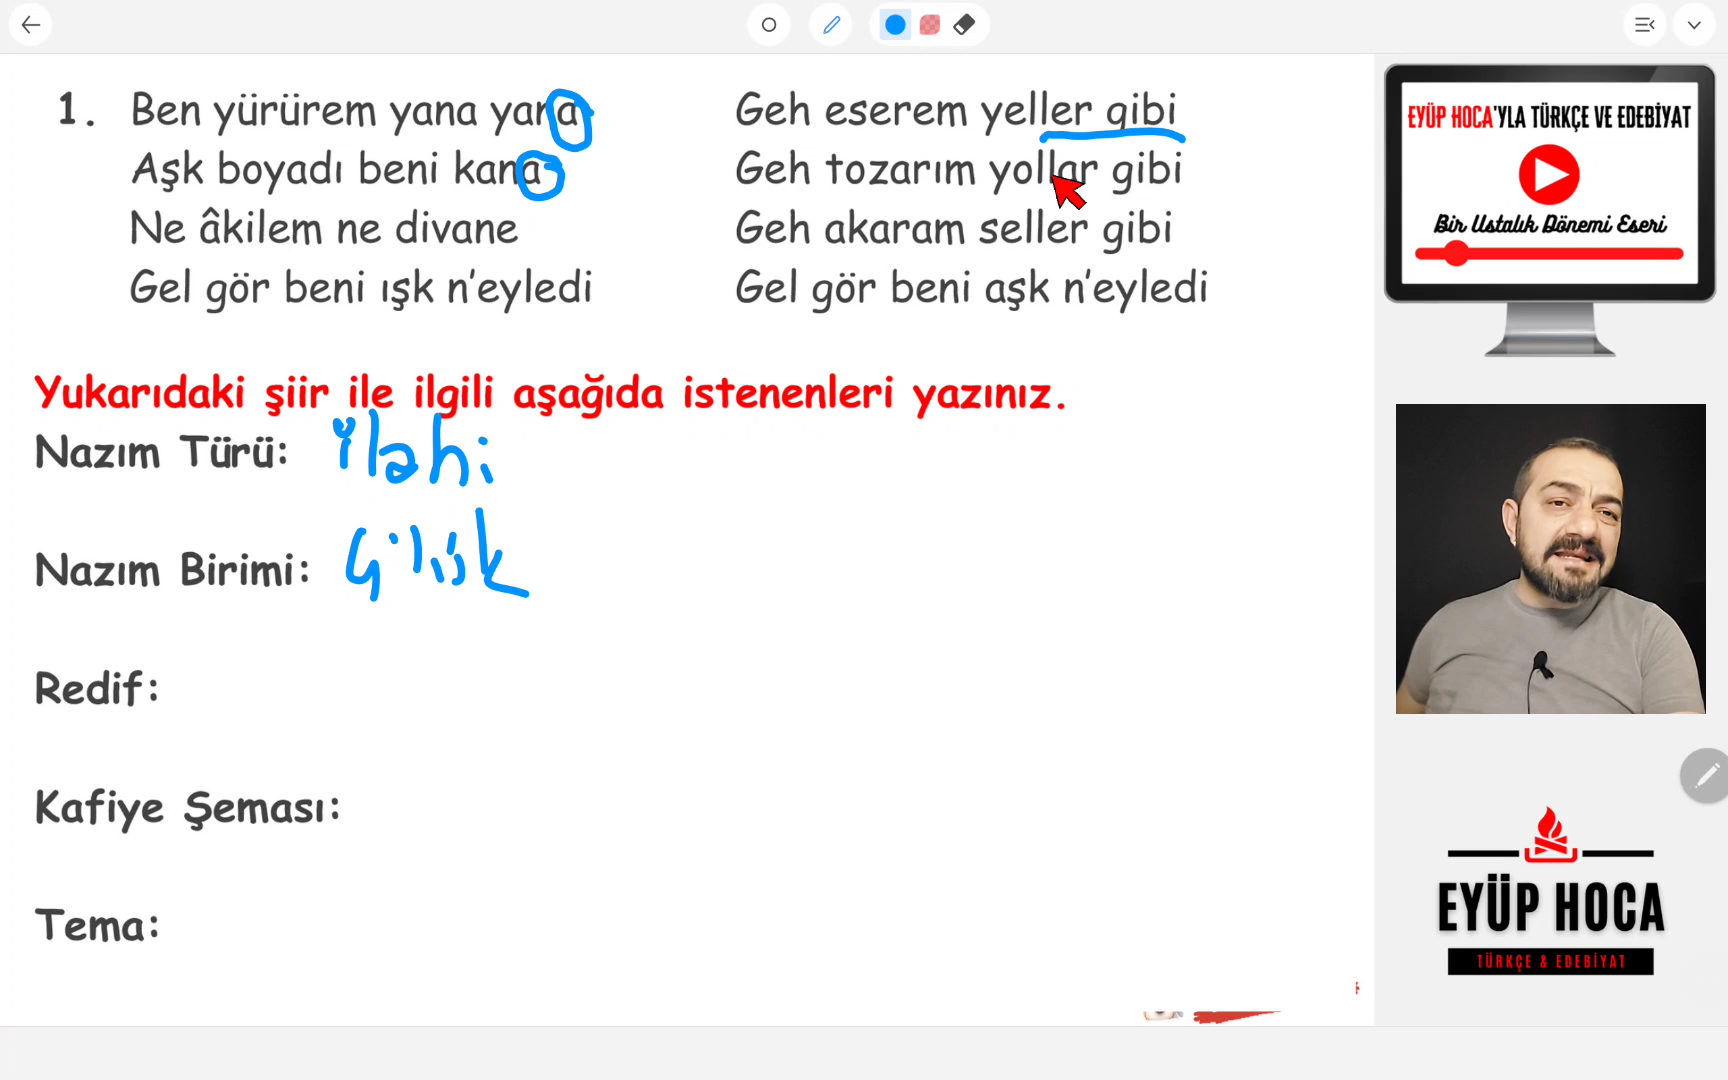 1. Ben yürürem yana yana
Aşk boyadı beni kana
Ne âkilem ne divane
Gel gör beni ışk n'eyledi
Geh eserem yeller gibi
Geh tozarım yollar gibi
Geh akaram seller gibi
Gel gör beni aşk n'eyledi
Yukarıdaki şiir ile ilgili aşağıda istenenleri yazınız.
Nazım Türü: ilahi
Nazım Birimi:
Redif:
Kafiye Şeması:
Tema:
EYÜP HOCA'YLA TÜRKÇE VE EDEBİYAT
Bir Ustalık Dönemi Eseri
EYÜP HOCA
TÜRKÇE & EDEBİYAT